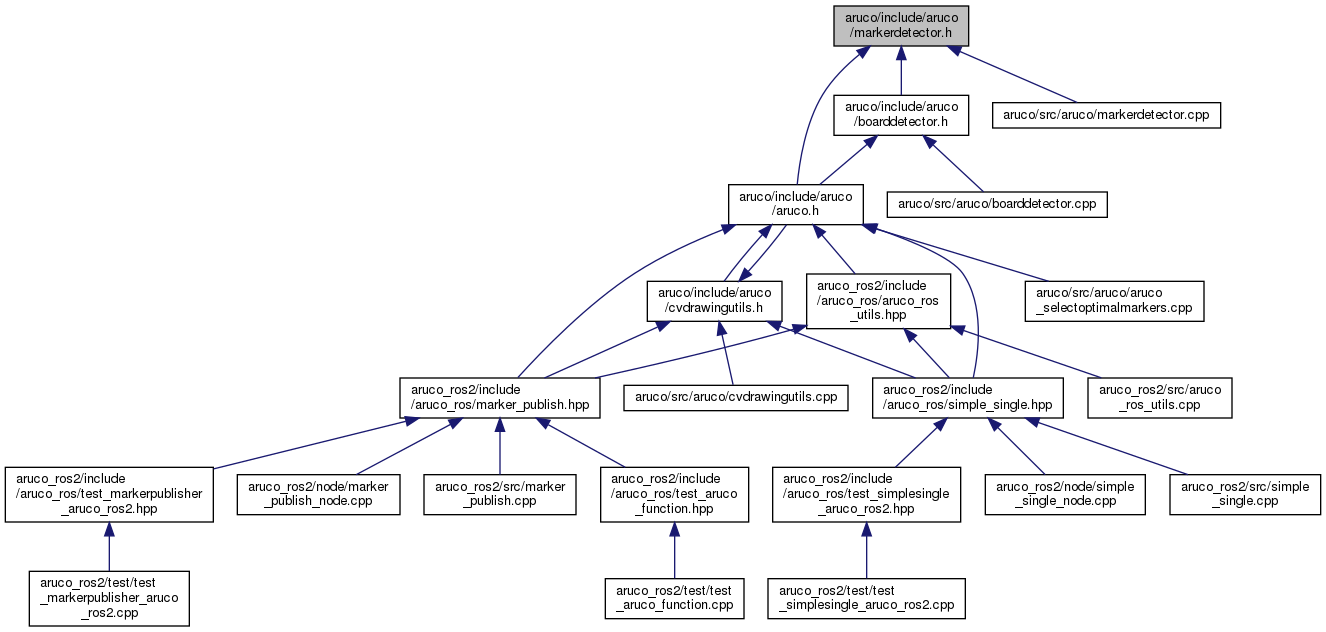 aruco/include/aruco
/markerdetector.h
aruco/include/aruco
/boarddetector.h
aruco/src/aruco/markerdetector.cpp
aruco/include/aruco
/aruco.h
aruco/src/aruco/boarddetector.cpp
aruco/include/aruco
/cvdrawingutils.h
aruco_ros2/include
/aruco_ros/aruco_ros
_utils.hpp
aruco/src/aruco/aruco
_selectoptimalmarkers.cpp
aruco_ros2/include
/aruco_ros/marker_publish.hpp
aruco/src/aruco/cvdrawingutils.cpp
aruco_ros2/include
/aruco_ros/simple_single.hpp
aruco_ros2/src/aruco
_ros_utils.cpp
aruco_ros2/include
/aruco_ros/test_markerpublisher
_aruco_ros2.hpp
aruco_ros2/node/marker
_publish_node.cpp
aruco_ros2/src/marker
_publish.cpp
aruco_ros2/include
/aruco_ros/test_aruco
_function.hpp
aruco_ros2/include
/aruco_ros/test_simplesingle
_aruco_ros2.hpp
aruco_ros2/node/simple
_single_node.cpp
aruco_ros2/src/simple
_single.cpp
aruco_ros2/test/test
_markerpublisher_aruco
_ros2.cpp
aruco_ros2/test/test
_aruco_function.cpp
aruco_ros2/test/test
_simplesingle_aruco_ros2.cpp